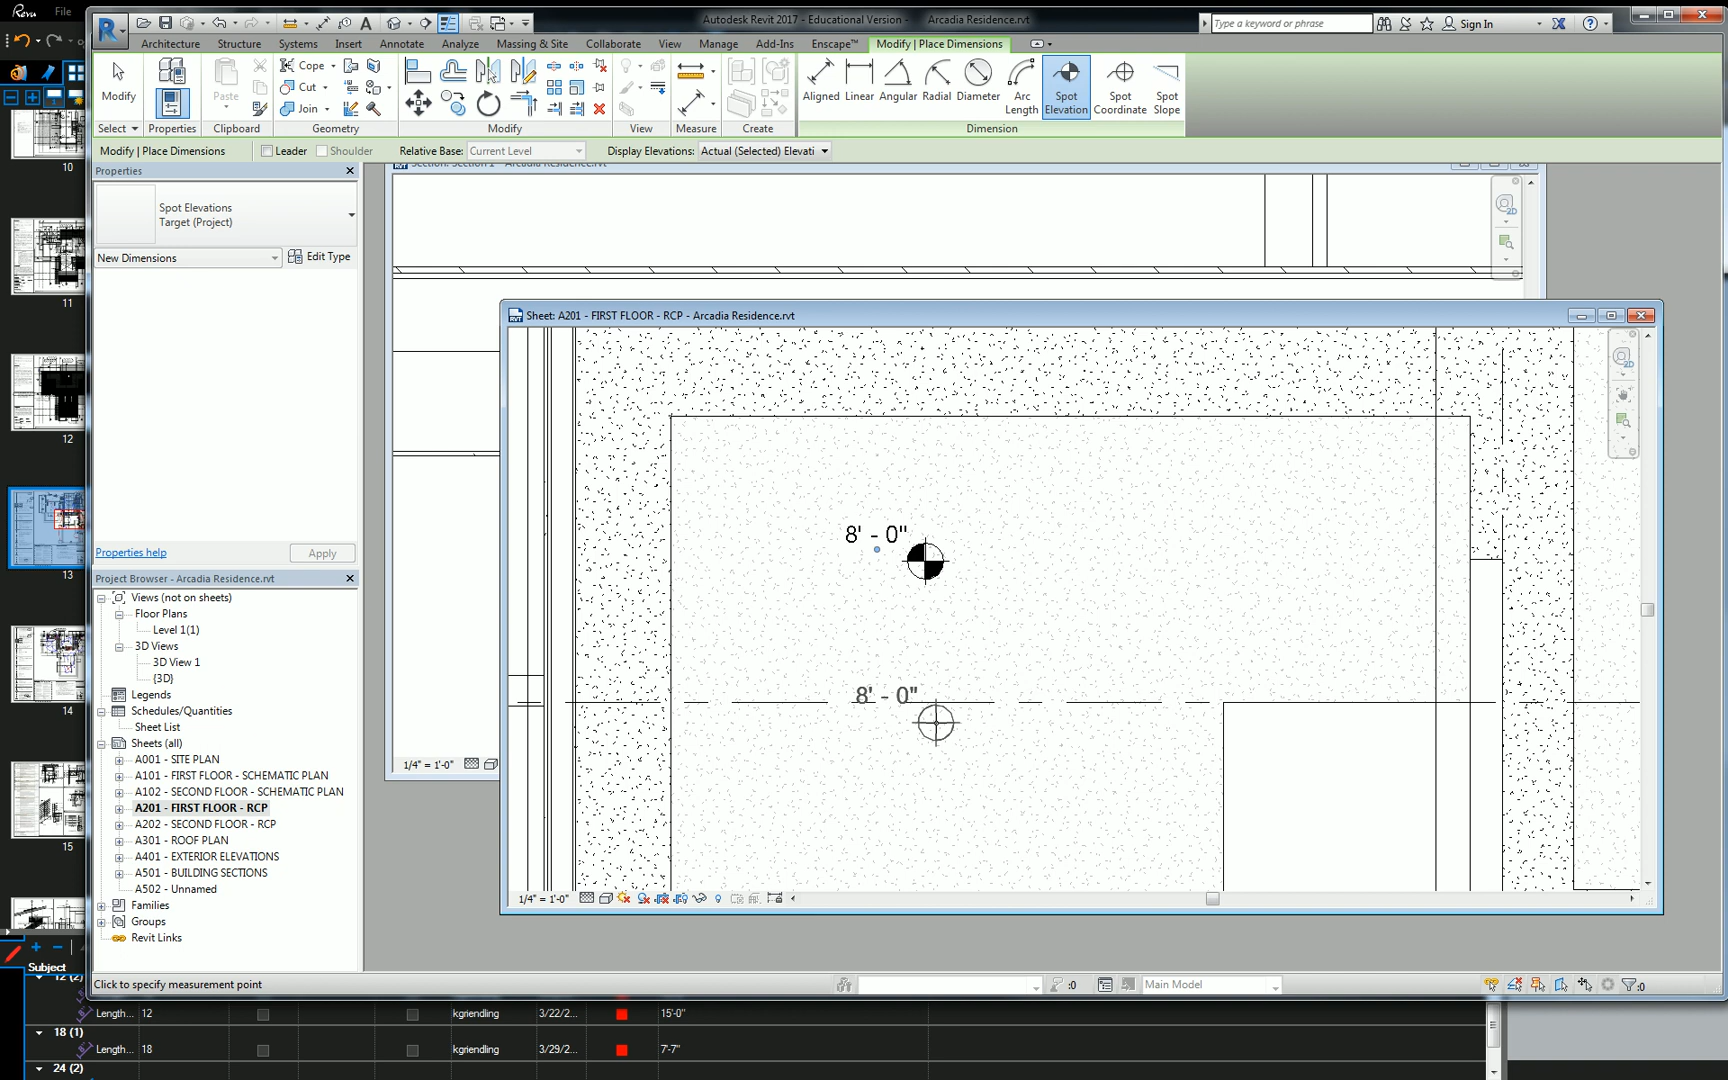 Revu File
Autodesk Revit 2017 - Educational Version - Arcadia Residence.rvt
Type a keyword or phrase
Sign In
Architecture Structure Systems Insert Annotate Analyze Massing & Site Collaborate View Manage Add-Ins Enscape™ Modify | Place Dimensions
Modify
Paste
Cope
Cut
Join
Aligned Linear Angular Radial Diameter Arc Length Spot Elevation Spot Coordinate Spot Slope
Select Properties Clipboard Geometry Modify View Measure Create Dimension
Modify | Place Dimensions Leader Shoulder Relative Base: Current Level Display Elevations: Actual (Selected) Elevati
Properties
Spot Elevations
Target (Project)
New Dimensions Edit Type
Properties help Apply
Project Browser - Arcadia Residence.rvt
Views (not on sheets)
Floor Plans
Level 1(1)
3D Views
3D View 1
{3D}
Legends
Schedules/Quantities
Sheet List
Sheets (all)
A001 - SITE PLAN
A101 - FIRST FLOOR - SCHEMATIC PLAN
A102 - SECOND FLOOR - SCHEMATIC PLAN
A201 - FIRST FLOOR - RCP
A202 - SECOND FLOOR - RCP
A301 - ROOF PLAN
A401 - EXTERIOR ELEVATIONS
A501 - BUILDING SECTIONS
A502 - Unnamed
Families
Groups
Revit Links
10
11
12
13
14
15
Section: Section 1 - Arcadia Residence.rvt
1/4" = 1'-0"
Sheet: A201 - FIRST FLOOR - RCP - Arcadia Residence.rvt
8' - 0"
8' - 0"
1/4" = 1'-0"
Click to specify measurement point
:0
Main Model
:0
Subject
12 (2)
Length... 12 kgriendling 3/22/2... 15'-0"
18 (1)
Length... 18 kgriendling 3/29/2... 7'-7"
24 (2)